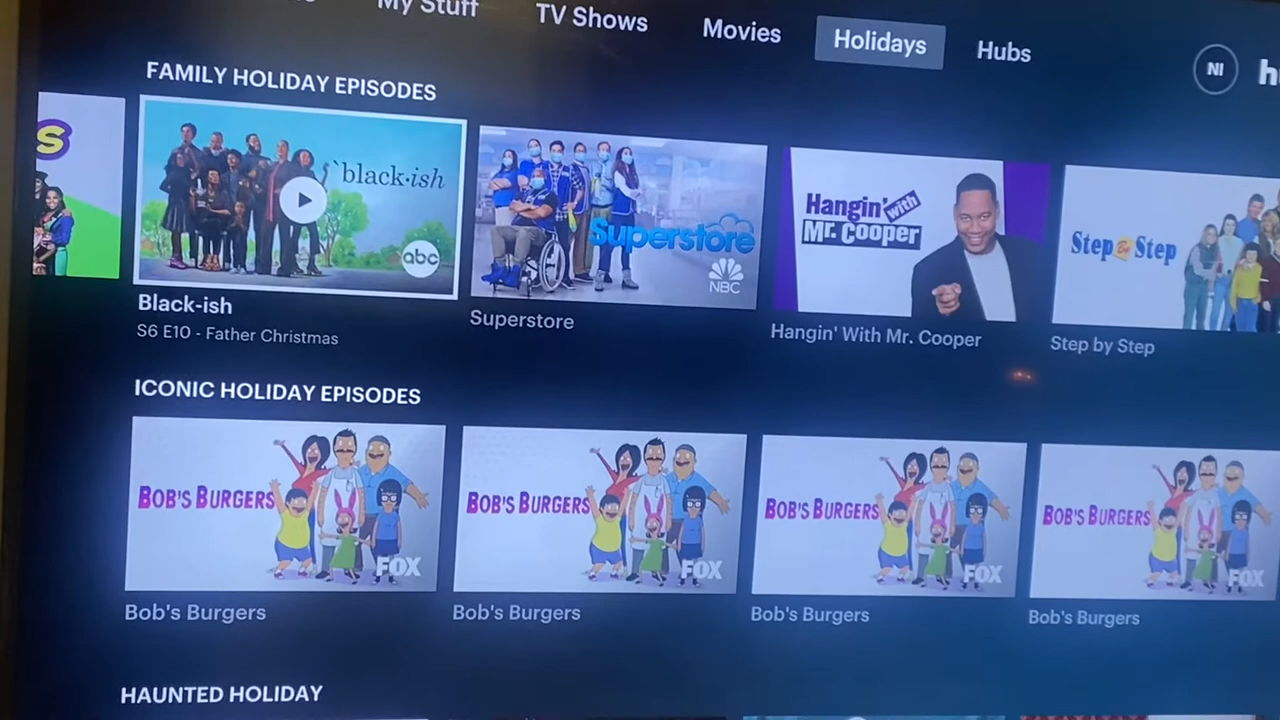 My Stuff
TV Shows
Movies
Holidays
Hubs
NI
FAMILY HOLIDAY EPISODES
S
black-ish
abc
Superstore
NBC
Hangin' with
Mr. Cooper
Step By Step
Black-ish
S6 E10 - Father Christmas
Superstore
Hangin' With Mr. Cooper
Step by Step
ICONIC HOLIDAY EPISODES
BOB'S BURGERS
FOX
BOB'S BURGERS
FOX
BOB'S BURGERS
FOX
BOB'S BURGERS
FOX
Bob's Burgers
Bob's Burgers
Bob's Burgers
Bob's Burgers
HAUNTED HOLIDAY